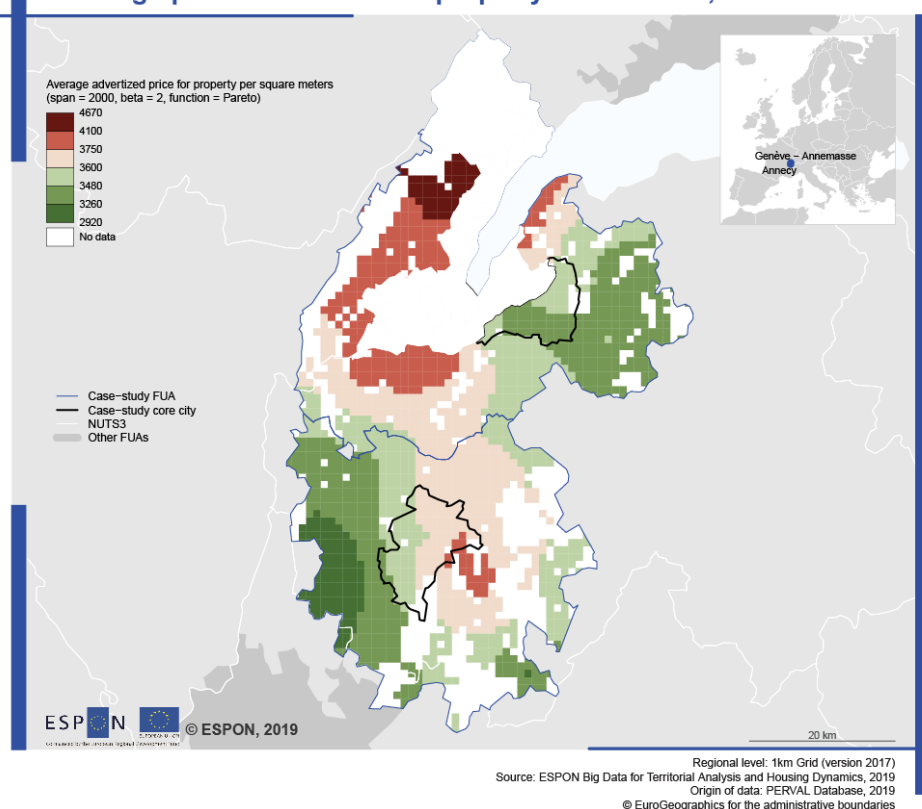 Average advertized price for property per square meters
(span = 2000, beta = 2, function = Pareto)
4670
4100
3750
3600
3480
3260
2920
No data
Genève – Annemasse
Annecy
Case−study FUA
Case−study core city
NUTS3
Other FUAs
ESPON
© ESPON, 2019
20 km
Regional level: 1km Grid (version 2017)
Source: ESPON Big Data for Territorial Analysis and Housing Dynamics, 2019
Origin of data: PERVAL Database, 2019
© EuroGeographics for the administrative boundaries